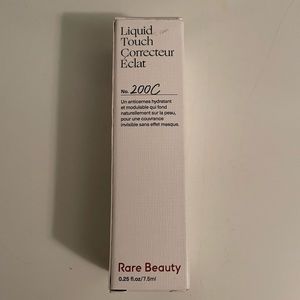 Liquid
Touch
Correcteur
Éclat
No. 200C
Un anticernes hydratant
et modulable qui fond
naturellement sur la peau,
pour une couvrance
invisible sans effet masque.
Rare Beauty
0.25 fl.oz/7.5ml